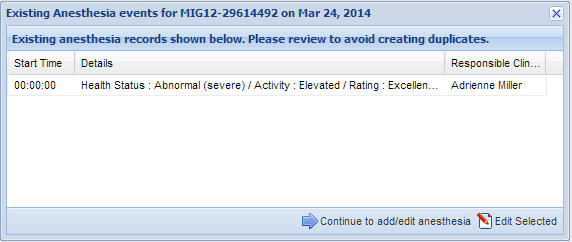 Existing Anesthesia events for MIG12-29614492 on Mar 24, 2014
Existing anesthesia records shown below. Please review to avoid creating duplicates.
Start Time Details Responsible Clin...
00:00:00 Health Status : Abnormal (severe) / Activity : Elevated / Rating : Excellen... Adrienne Miller
Continue to add/edit anesthesia Edit Selected